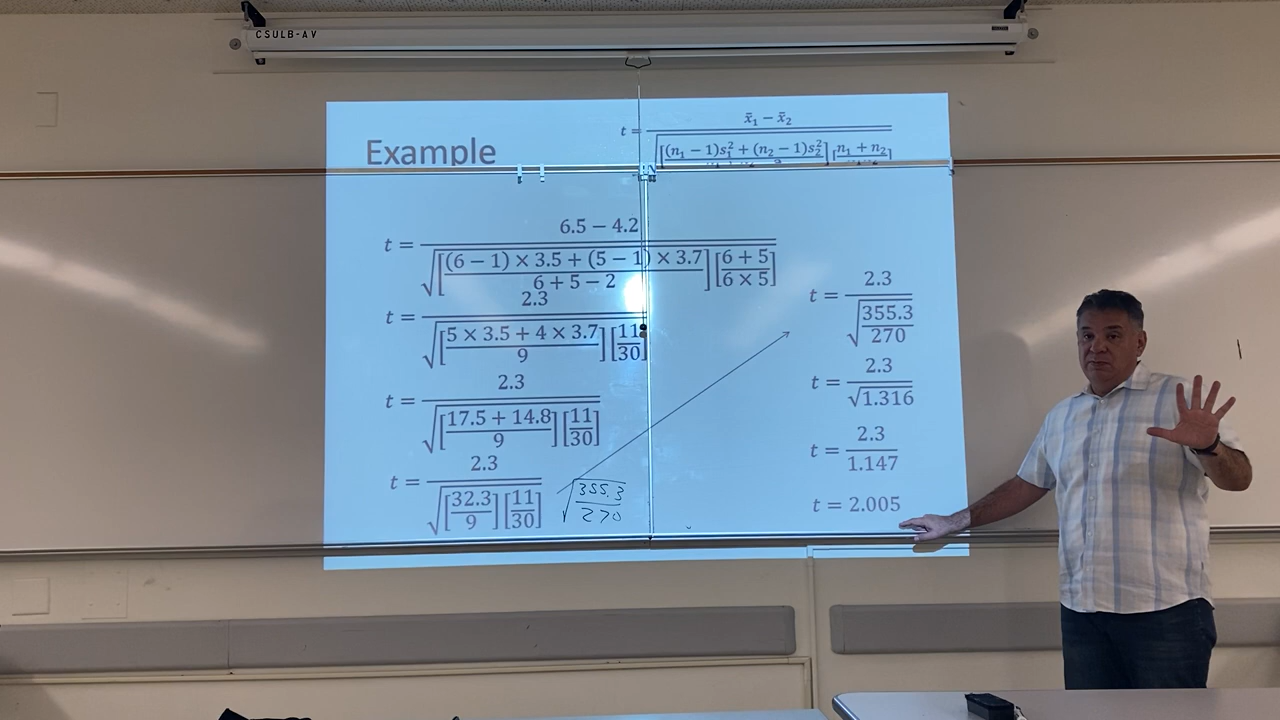 CSULB-AV
Example
t = x̄₁ − x̄₂ / √[(n₁ − 1)s₁² + (n₂ − 1)s₂²] [n₁ + n₂]
t = 6.5 − 4.2 / √[(6 − 1) × 3.5 + (5 − 1) × 3.7 / 6 + 5 − 2] [6 + 5 / 6 × 5]
t = 2.3 / √[5 × 3.5 + 4 × 3.7 / 9] [11 / 30]
t = 2.3 / √[17.5 + 14.8 / 9] [11 / 30]
t = 2.3 / √[32.3 / 9] [11 / 30]
√355.3 / 270
t = 2.3 / √355.3 / 270
t = 2.3 / √1.316
t = 2.3 / 1.147
t = 2.005